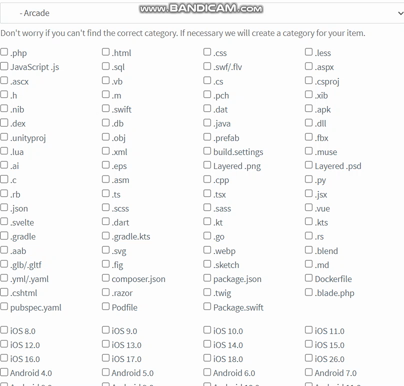 - Arcade
WWW.BANDICAM.COM
Don't worry if you can't find the correct category. If necessary we will create a category for your item.
.php .html .css .less
JavaScript .js .sql .swf/.flv .aspx
.ascx .vb .cs .csproj
.h .m .pch .xib
.nib .swift .dat .apk
.dex .db .java .dll
.unityproj .obj .prefab .fbx
.lua .xml build.settings .muse
.ai .eps Layered .png Layered .psd
.c .asm .cpp .py
.rb .ts .tsx .jsx
.json .scss .sass .vue
.svelte .dart .kt .kts
.gradle .gradle.kts .go .rs
.aab .svg .webp .blend
.glb/.gltf .fig .sketch .md
.yml/.yaml composer.json package.json Dockerfile
.cshtml .razor .twig .blade.php
pubspec.yaml Podfile Package.swift
iOS 8.0 iOS 9.0 iOS 10.0 iOS 11.0
iOS 12.0 iOS 13.0 iOS 14.0 iOS 15.0
iOS 16.0 iOS 17.0 iOS 18.0 iOS 26.0
Android 4.0 Android 5.0 Android 6.0 Android 7.0